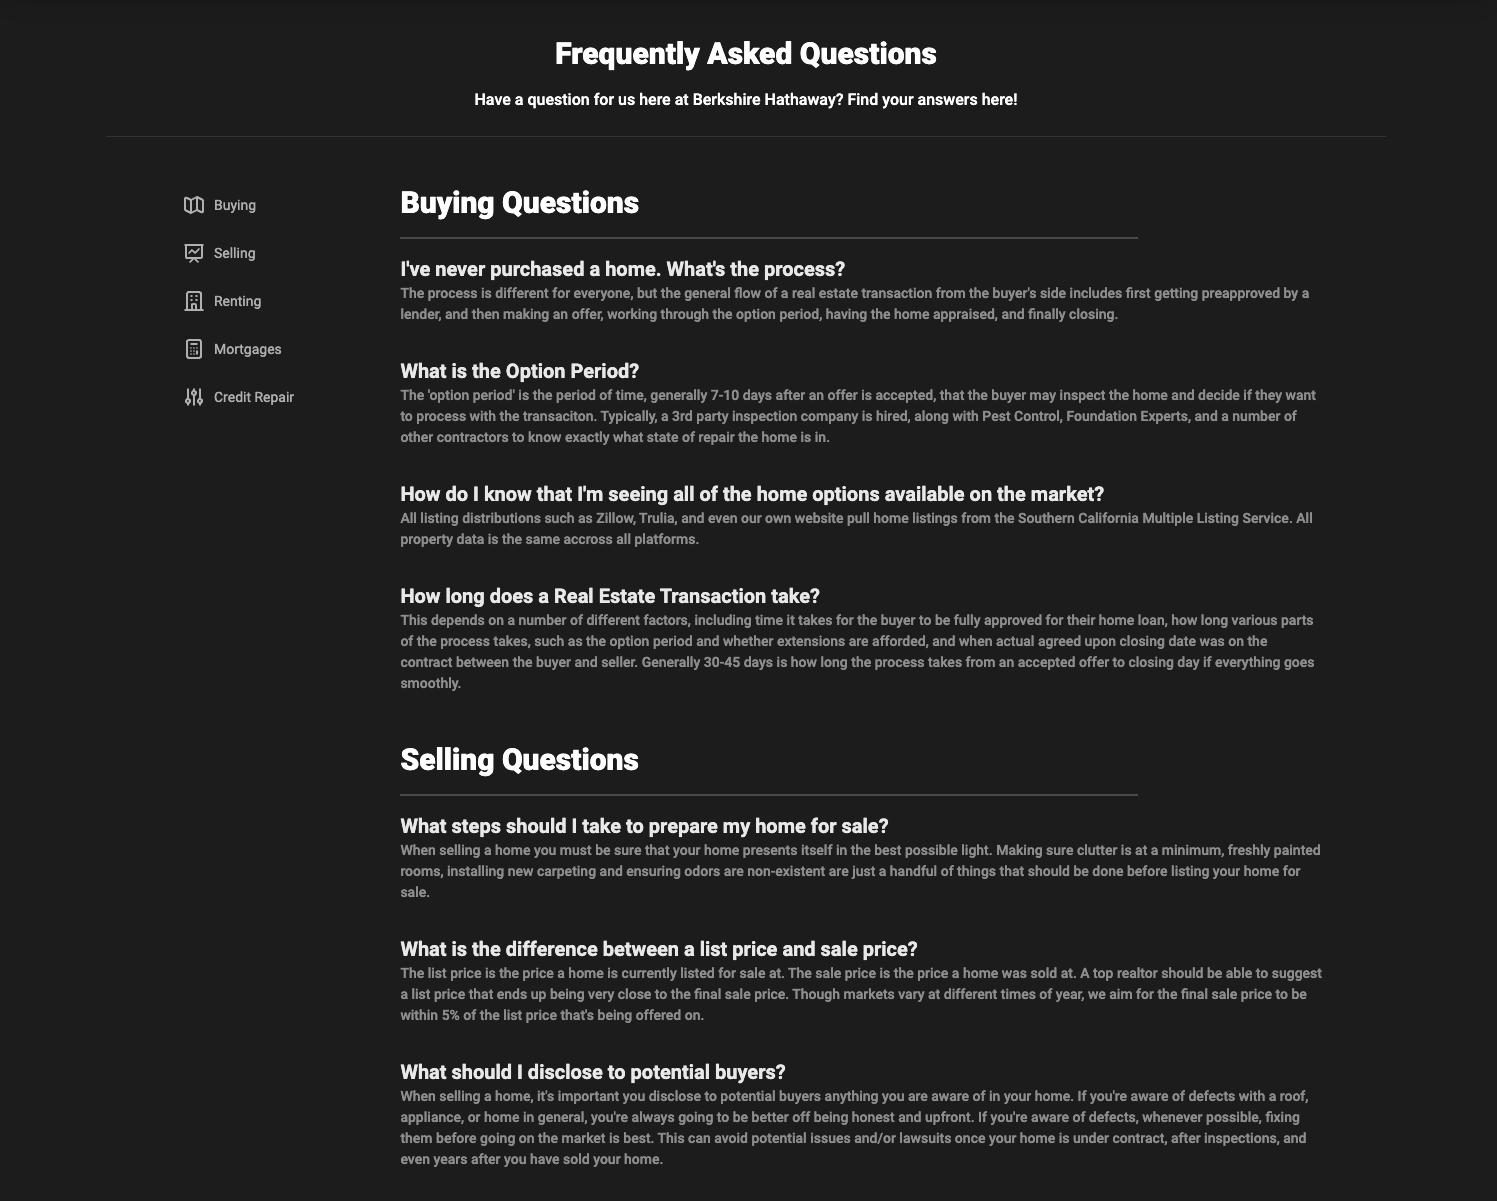 Frequently Asked Questions
Have a question for us here at Berkshire Hathaway? Find your answers here!
Buying
Selling
Renting
Mortgages
Credit Repair
Buying Questions
I've never purchased a home. What's the process?
The process is different for everyone, but the general flow of a real estate transaction from the buyer's side includes first getting preapproved by a
lender, and then making an offer, working through the option period, having the home appraised, and finally closing.
What is the Option Period?
The 'option period' is the period of time, generally 7-10 days after an offer is accepted, that the buyer may inspect the home and decide if they want
to process with the transaciton. Typically, a 3rd party inspection company is hired, along with Pest Control, Foundation Experts, and a number of
other contractors to know exactly what state of repair the home is in.
How do I know that I'm seeing all of the home options available on the market?
All listing distributions such as Zillow, Trulia, and even our own website pull home listings from the Southern California Multiple Listing Service. All
property data is the same accross all platforms.
How long does a Real Estate Transaction take?
This depends on a number of different factors, including time it takes for the buyer to be fully approved for their home loan, how long various parts
of the process takes, such as the option period and whether extensions are afforded, and when actual agreed upon closing date was on the
contract between the buyer and seller. Generally 30-45 days is how long the process takes from an accepted offer to closing day if everything goes
smoothly.
Selling Questions
What steps should I take to prepare my home for sale?
When selling a home you must be sure that your home presents itself in the best possible light. Making sure clutter is at a minimum, freshly painted
rooms, installing new carpeting and ensuring odors are non-existent are just a handful of things that should be done before listing your home for
sale.
What is the difference between a list price and sale price?
The list price is the price a home is currently listed for sale at. The sale price is the price a home was sold at. A top realtor should be able to suggest
a list price that ends up being very close to the final sale price. Though markets vary at different times of year, we aim for the final sale price to be
within 5% of the list price that's being offered on.
What should I disclose to potential buyers?
When selling a home, it's important you disclose to potential buyers anything you are aware of in your home. If you're aware of defects with a roof,
appliance, or home in general, you're always going to be better off being honest and upfront. If you're aware of defects, whenever possible, fixing
them before going on the market is best. This can avoid potential issues and/or lawsuits once your home is under contract, after inspections, and
even years after you have sold your home.